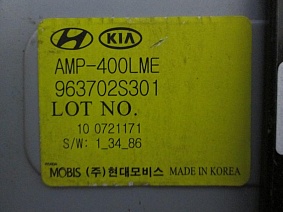 KIA
AMP-400LME
963702S301
LOT NO.
10 0721171
S/W: 1_34_86
MOBIS (주)현대모비스 MADE IN KOREA